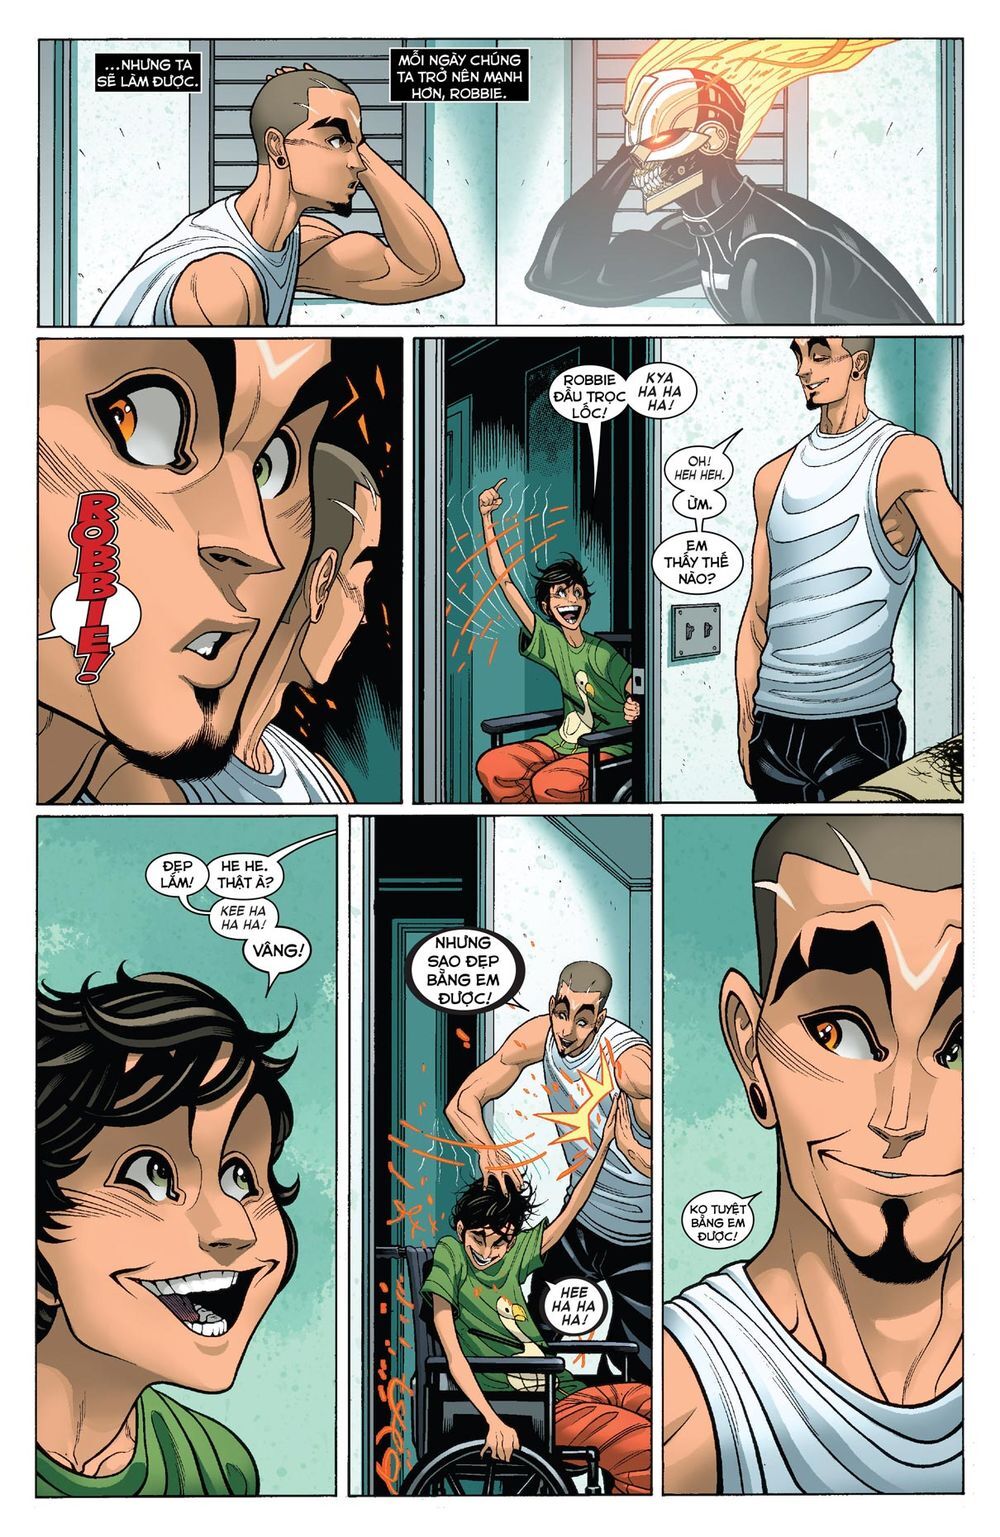 ...NHƯNG TA
SẼ LÀM ĐƯỢC.
MỖI NGÀY CHÚNG
TA TRỞ NÊN MẠNH
HƠN, ROBBIE.
ROBBIE!
ROBBIE
ĐẦU TRỌC
LỐC!
KYA
HA HA
HA!
OH!
HEH HEH.
ỪM.
EM
THẤY THẾ
NÀO?
ĐẸP
LẮM!
HE HE.
THẬT À?
KEE HA
HA HA!
VÂNG!
NHƯNG
SAO ĐẸP
BẰNG EM
ĐƯỢC!
HEE
HA HA
HA!
KỌ TUYỆT
BẰNG EM
ĐƯỢC!